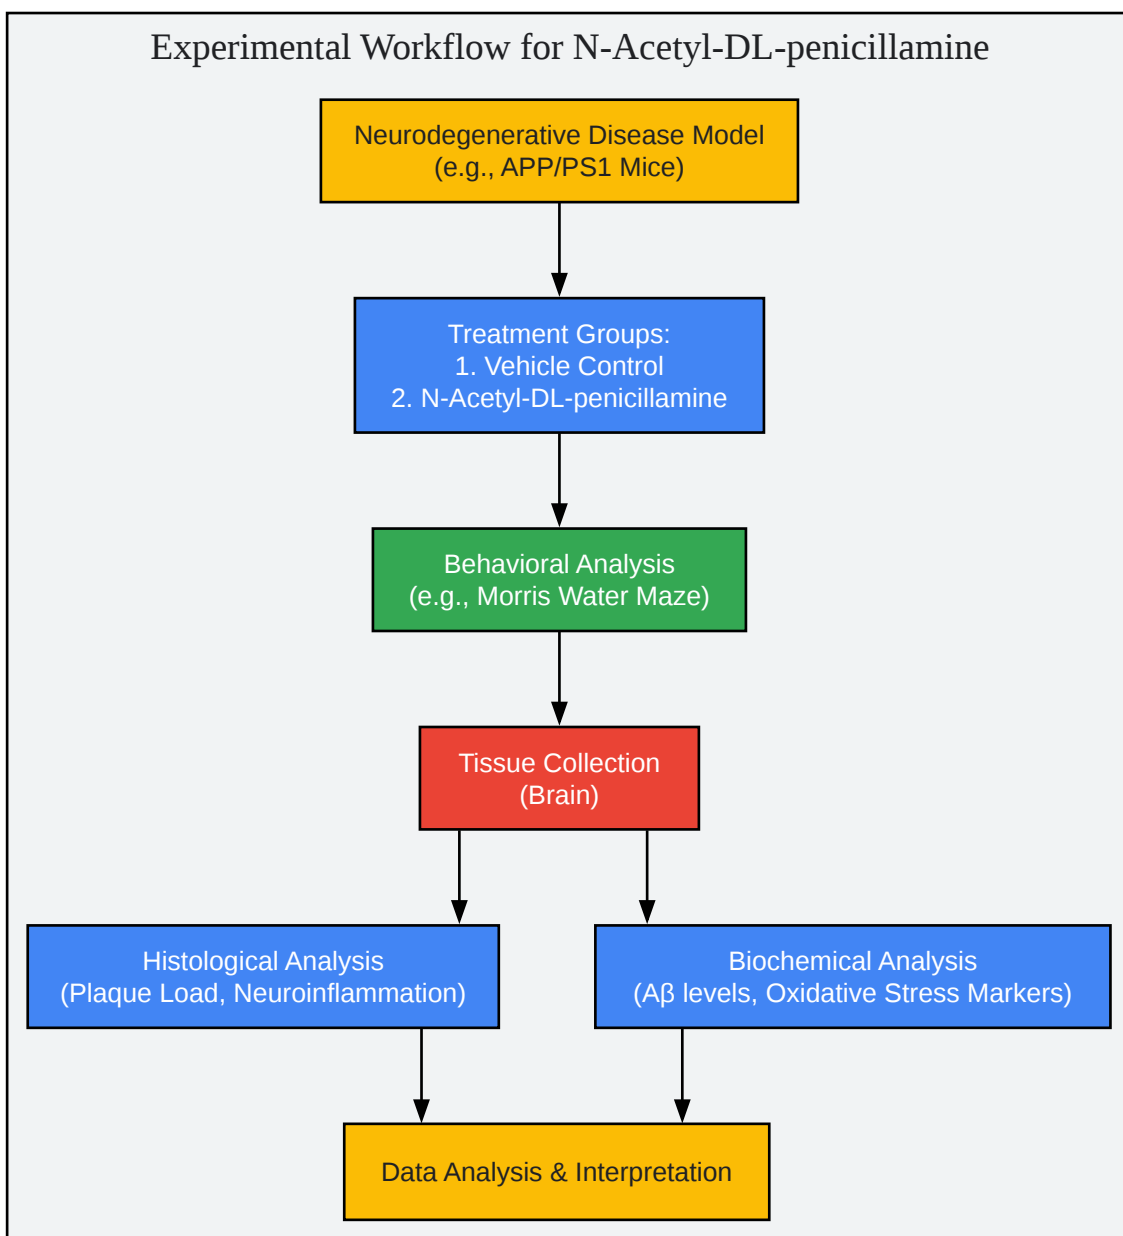 Experimental Workflow for N-Acetyl-DL-penicillamine
Neurodegenerative Disease Model
(e.g., APP/PS1 Mice)
Treatment Groups:
1. Vehicle Control
2. N-Acetyl-DL-penicillamine
Behavioral Analysis
(e.g., Morris Water Maze)
Tissue Collection
(Brain)
Histological Analysis
(Plaque Load, Neuroinflammation)
Biochemical Analysis
(Aβ levels, Oxidative Stress Markers)
Data Analysis & Interpretation